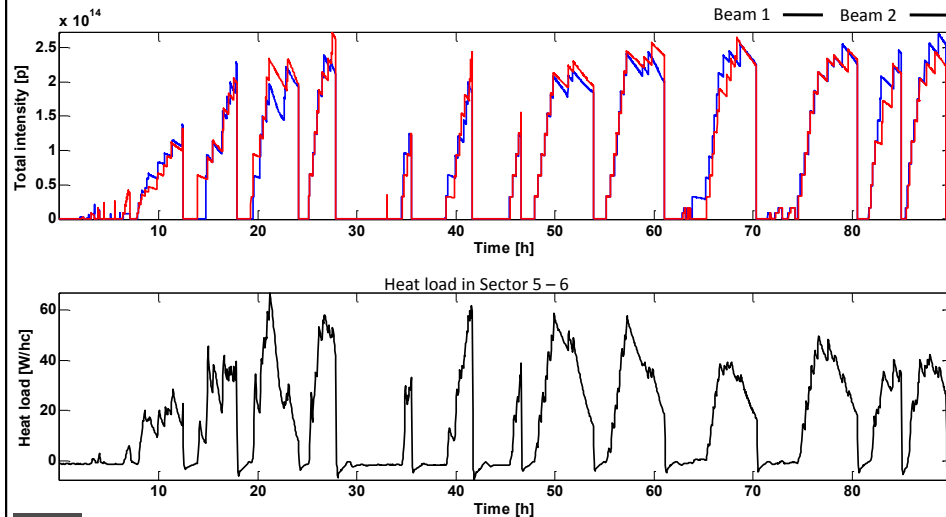 Beam 1
Beam 2
x 10^14
Total intensity [p]
2.5
2
1.5
1
0.5
0
10 20 30 40 50 60 70 80
Time [h]
Heat load in Sector 5 – 6
Heat load [W/hc]
60
40
20
0
10 20 30 40 50 60 70 80
Time [h]